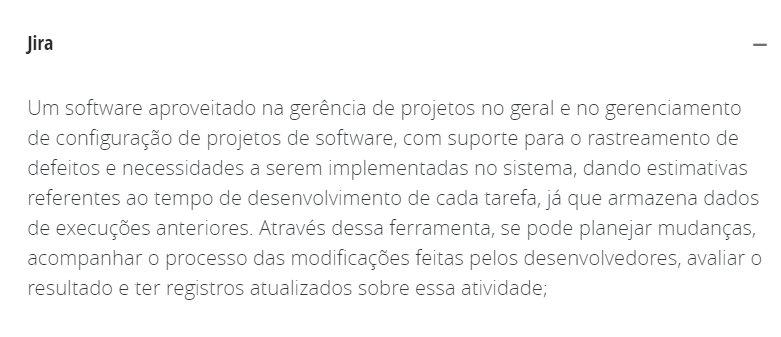 Jira
Um software aproveitado na gerência de projetos no geral e no gerenciamento
de configuração de projetos de software, com suporte para o rastreamento de
defeitos e necessidades a serem implementadas no sistema, dando estimativas
referentes ao tempo de desenvolvimento de cada tarefa, já que armazena dados
de execuções anteriores. Através dessa ferramenta, se pode planejar mudanças,
acompanhar o processo das modificações feitas pelos desenvolvedores, avaliar o
resultado e ter registros atualizados sobre essa atividade;